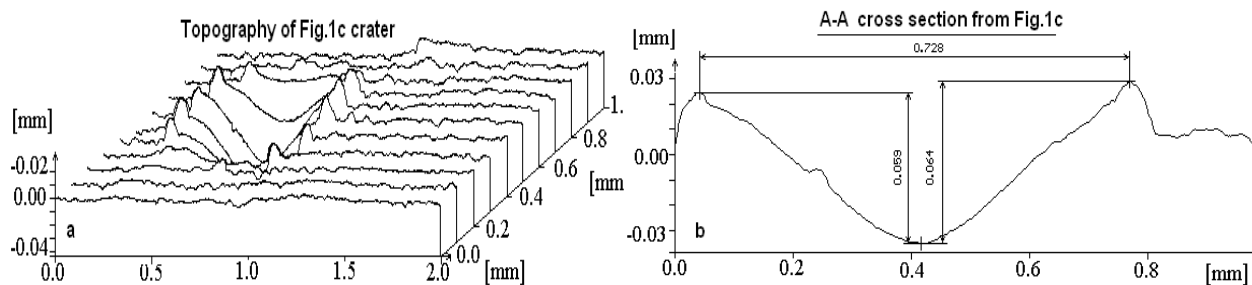 Topography of Fig.1c crater
[mm]
-0.02
0.00
-0.04
a
0.0
0.5
1.0
1.5
2.0
[mm]
0.0
0.2
0.4
0.6
0.8
1.
[mm
A-A cross section from Fig.1c
[mm]
0.728
0.03
0.00
-0.03
0.059
0.064
b
0.0
0.2
0.4
0.6
0.8
[mm]